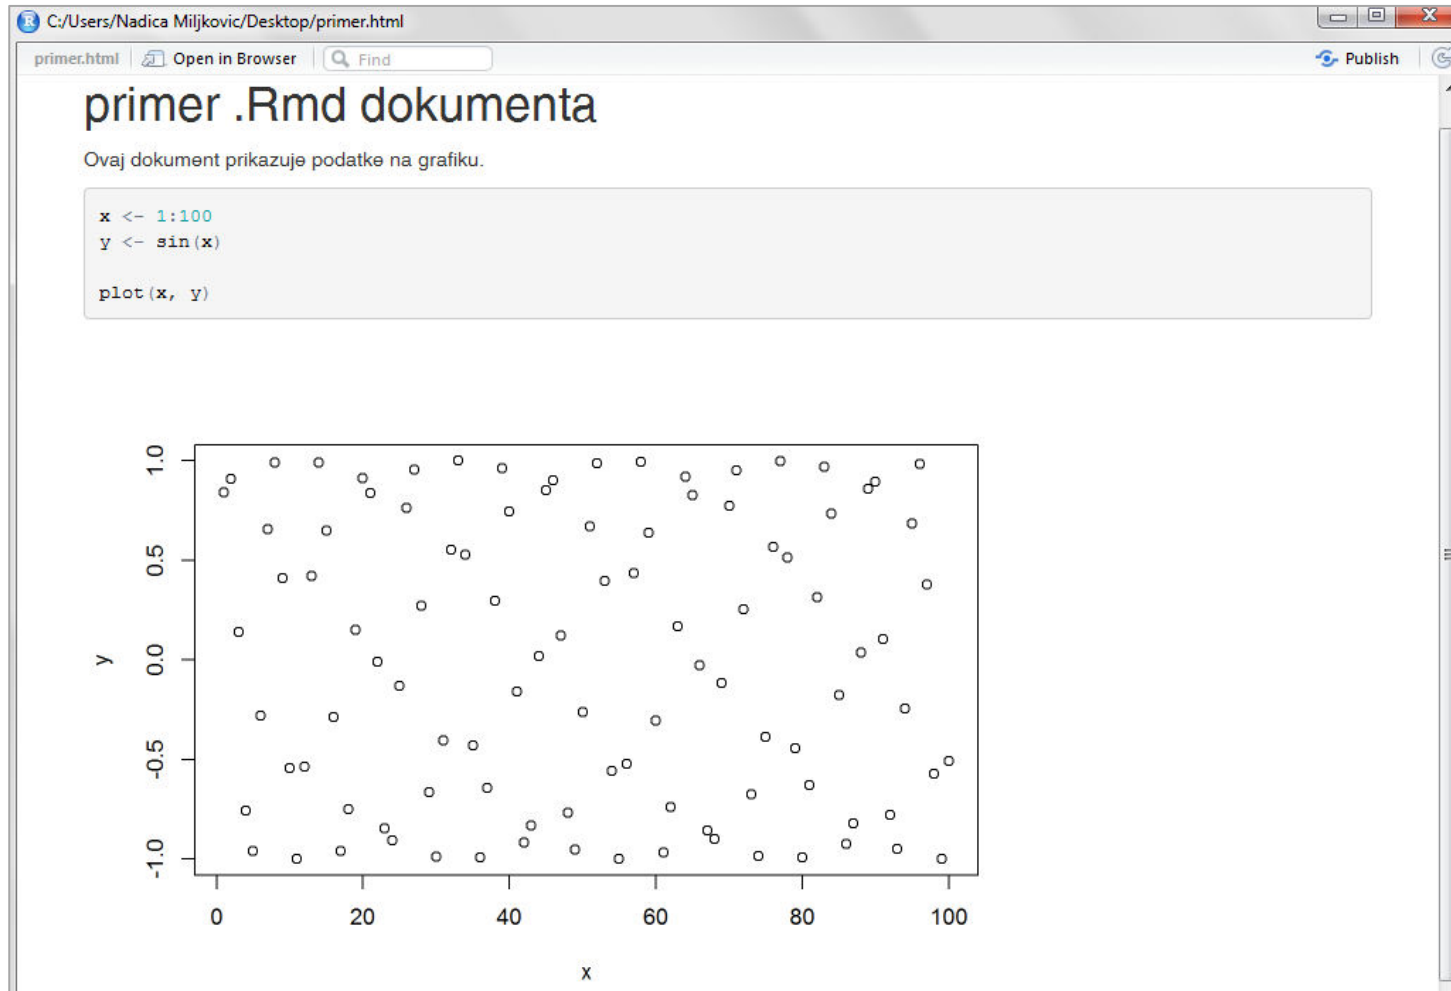 C:/Users/Nadica Miljkovic/Desktop/primer.html
primer.html Open in Browser Find Publish
primer .Rmd dokumenta
Ovaj dokument prikazuje podatke na grafiku.
x <- 1:100
y <- sin(x)
plot(x, y)
1.0
0.5
0.0
-0.5
-1.0
y
0 20 40 60 80 100
x